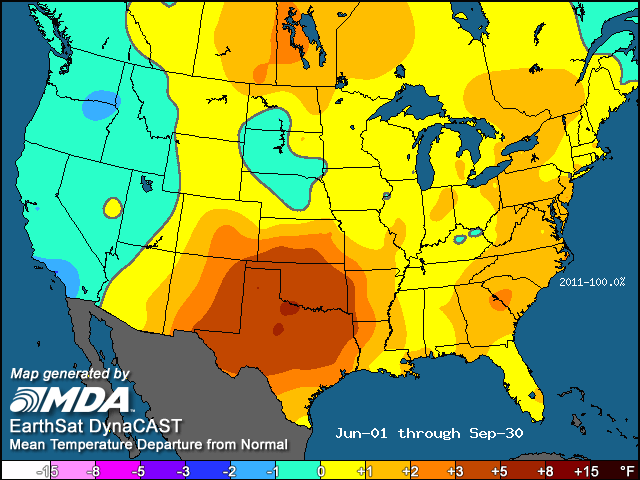 2011-100.0%
Map generated by
MDA
EarthSat DynaCAST
Mean Temperature Departure from Normal
Jun-01 through Sep-30
-15 -8 -5 -3 -2 -1 0 +1 +2 +3 +5 +8 +15 °F